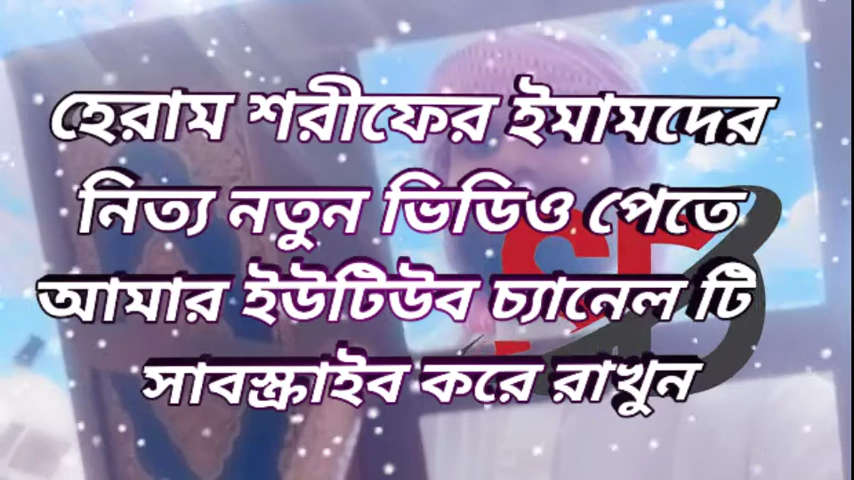 হেরাম শরীফের ইমামদের
নিত্য নতুন ভিডিও পেতে
আমার ইউটিউব চ্যানেল টি
সাবস্ক্রাইব করে রাখুন